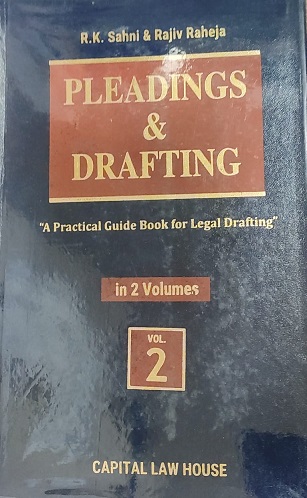 R.K. Sahni & Rajiv Raheja
PLEADINGS
&
DRAFTING
"A Practical Guide Book for Legal Drafting"
in 2 Volumes
VOL.
2
CAPITAL LAW HOUSE